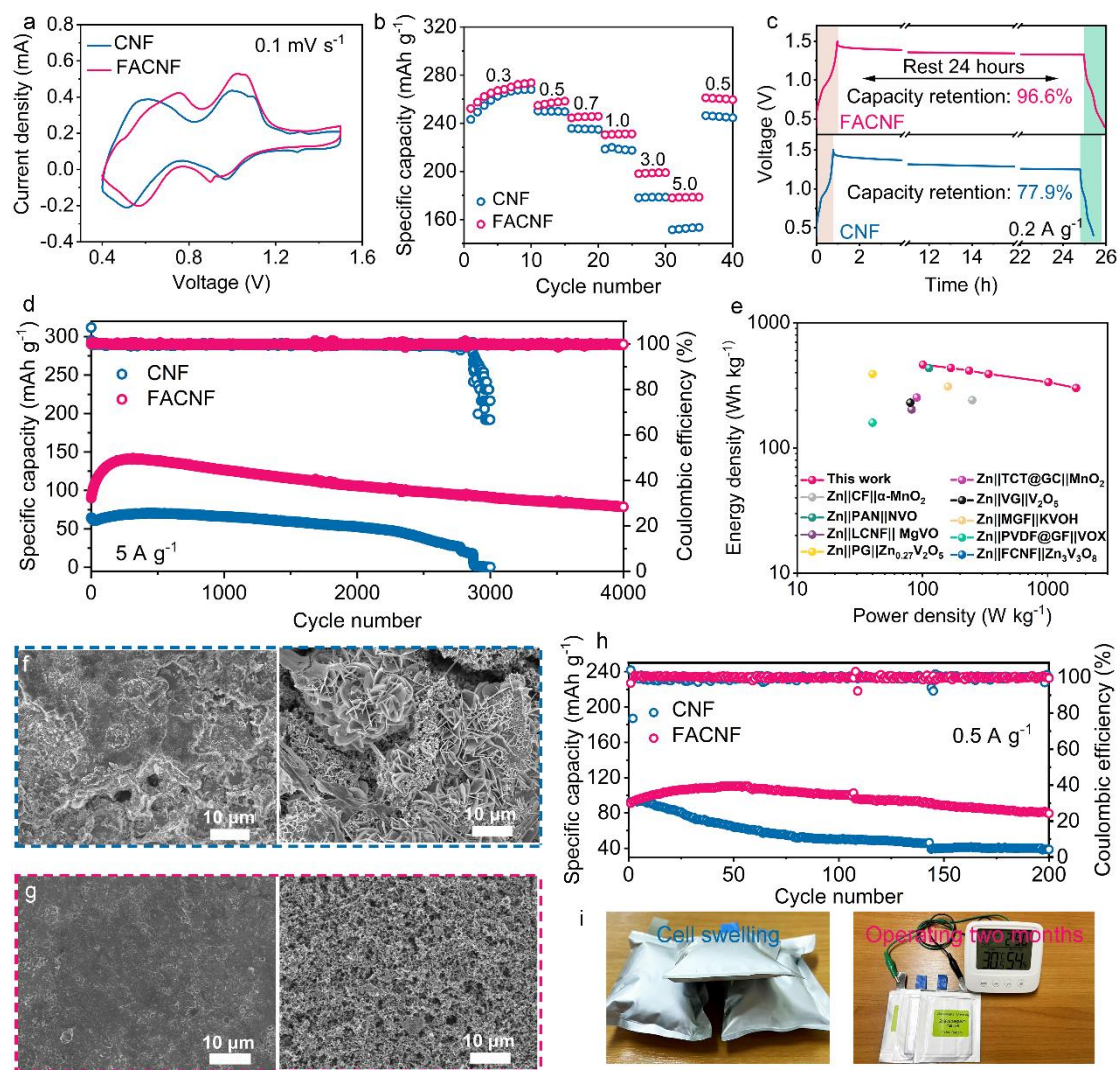 a
0.1 mV s⁻¹
CNF
FACNF
Current density (mA)
0.8
0.6
0.4
0.2
0.0
-0.2
-0.4
0.4 0.8 1.2 1.6
Voltage (V)
b
Specific capacity (mAh g⁻¹)
280
240
200
160
0.3
0.5
0.7
1.0
3.0
5.0
0.5
CNF
FACNF
0 10 20 30 40
Cycle number
c
Voltage (V)
1.5
1.0
0.5
1.5
1.0
0.5
Rest 24 hours
Capacity retention: 96.6%
FACNF
Capacity retention: 77.9%
CNF
0.2 A g⁻¹
0 2 12 22 24 26
Time (h)
d
Specific capacity (mAh g⁻¹)
300
250
200
150
100
50
0
CNF
FACNF
5 A g⁻¹
100
80
60
40
20
0
Coulombic efficiency (%)
0 1000 2000 3000 4000
Cycle number
e
Energy density (Wh kg⁻¹)
1000
100
10
This work
Zn||CF||α-MnO₂
Zn||PAN||NVO
Zn||LCNF|| MgVO
Zn||PG||Zn₀.₂₇V₂O₅
Zn||TCT@GC||MnO₂
Zn||VG||V₂O₅
Zn||MGF||KVOH
Zn||PVDF@GF||VOX
Zn||FCNF||Zn₃V₃O₈
10 100 1000
Power density (W kg⁻¹)
f
10 μm
10 μm
g
10 μm
10 μm
h
Specific capacity (mAh g⁻¹)
240
200
160
120
80
40
CNF
FACNF
0.5 A g⁻¹
100
80
60
40
20
0
Coulombic efficiency (%)
0 50 100 150 200
Cycle number
i
Cell swelling
Operating two months